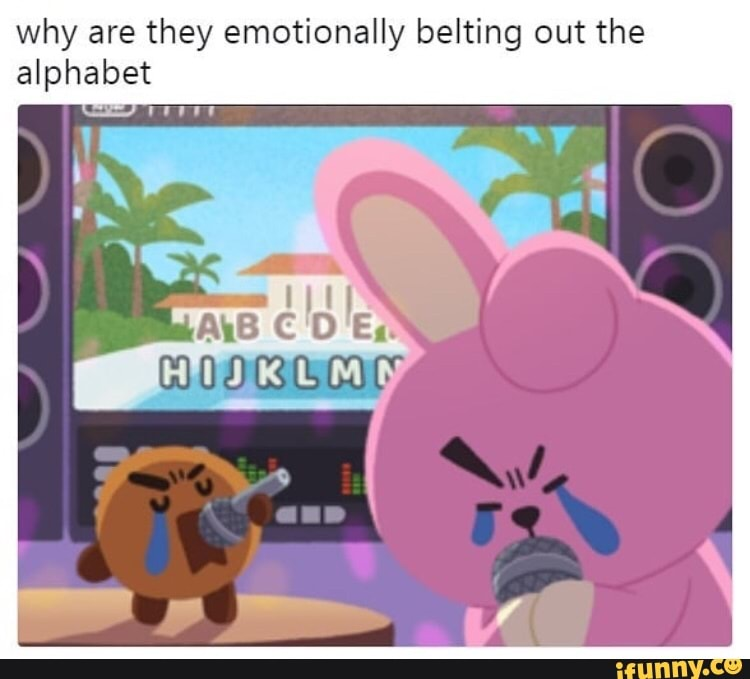 why are they emotionally belting out the
alphabet
A B C D E
H I J K L M N
ifunny.co